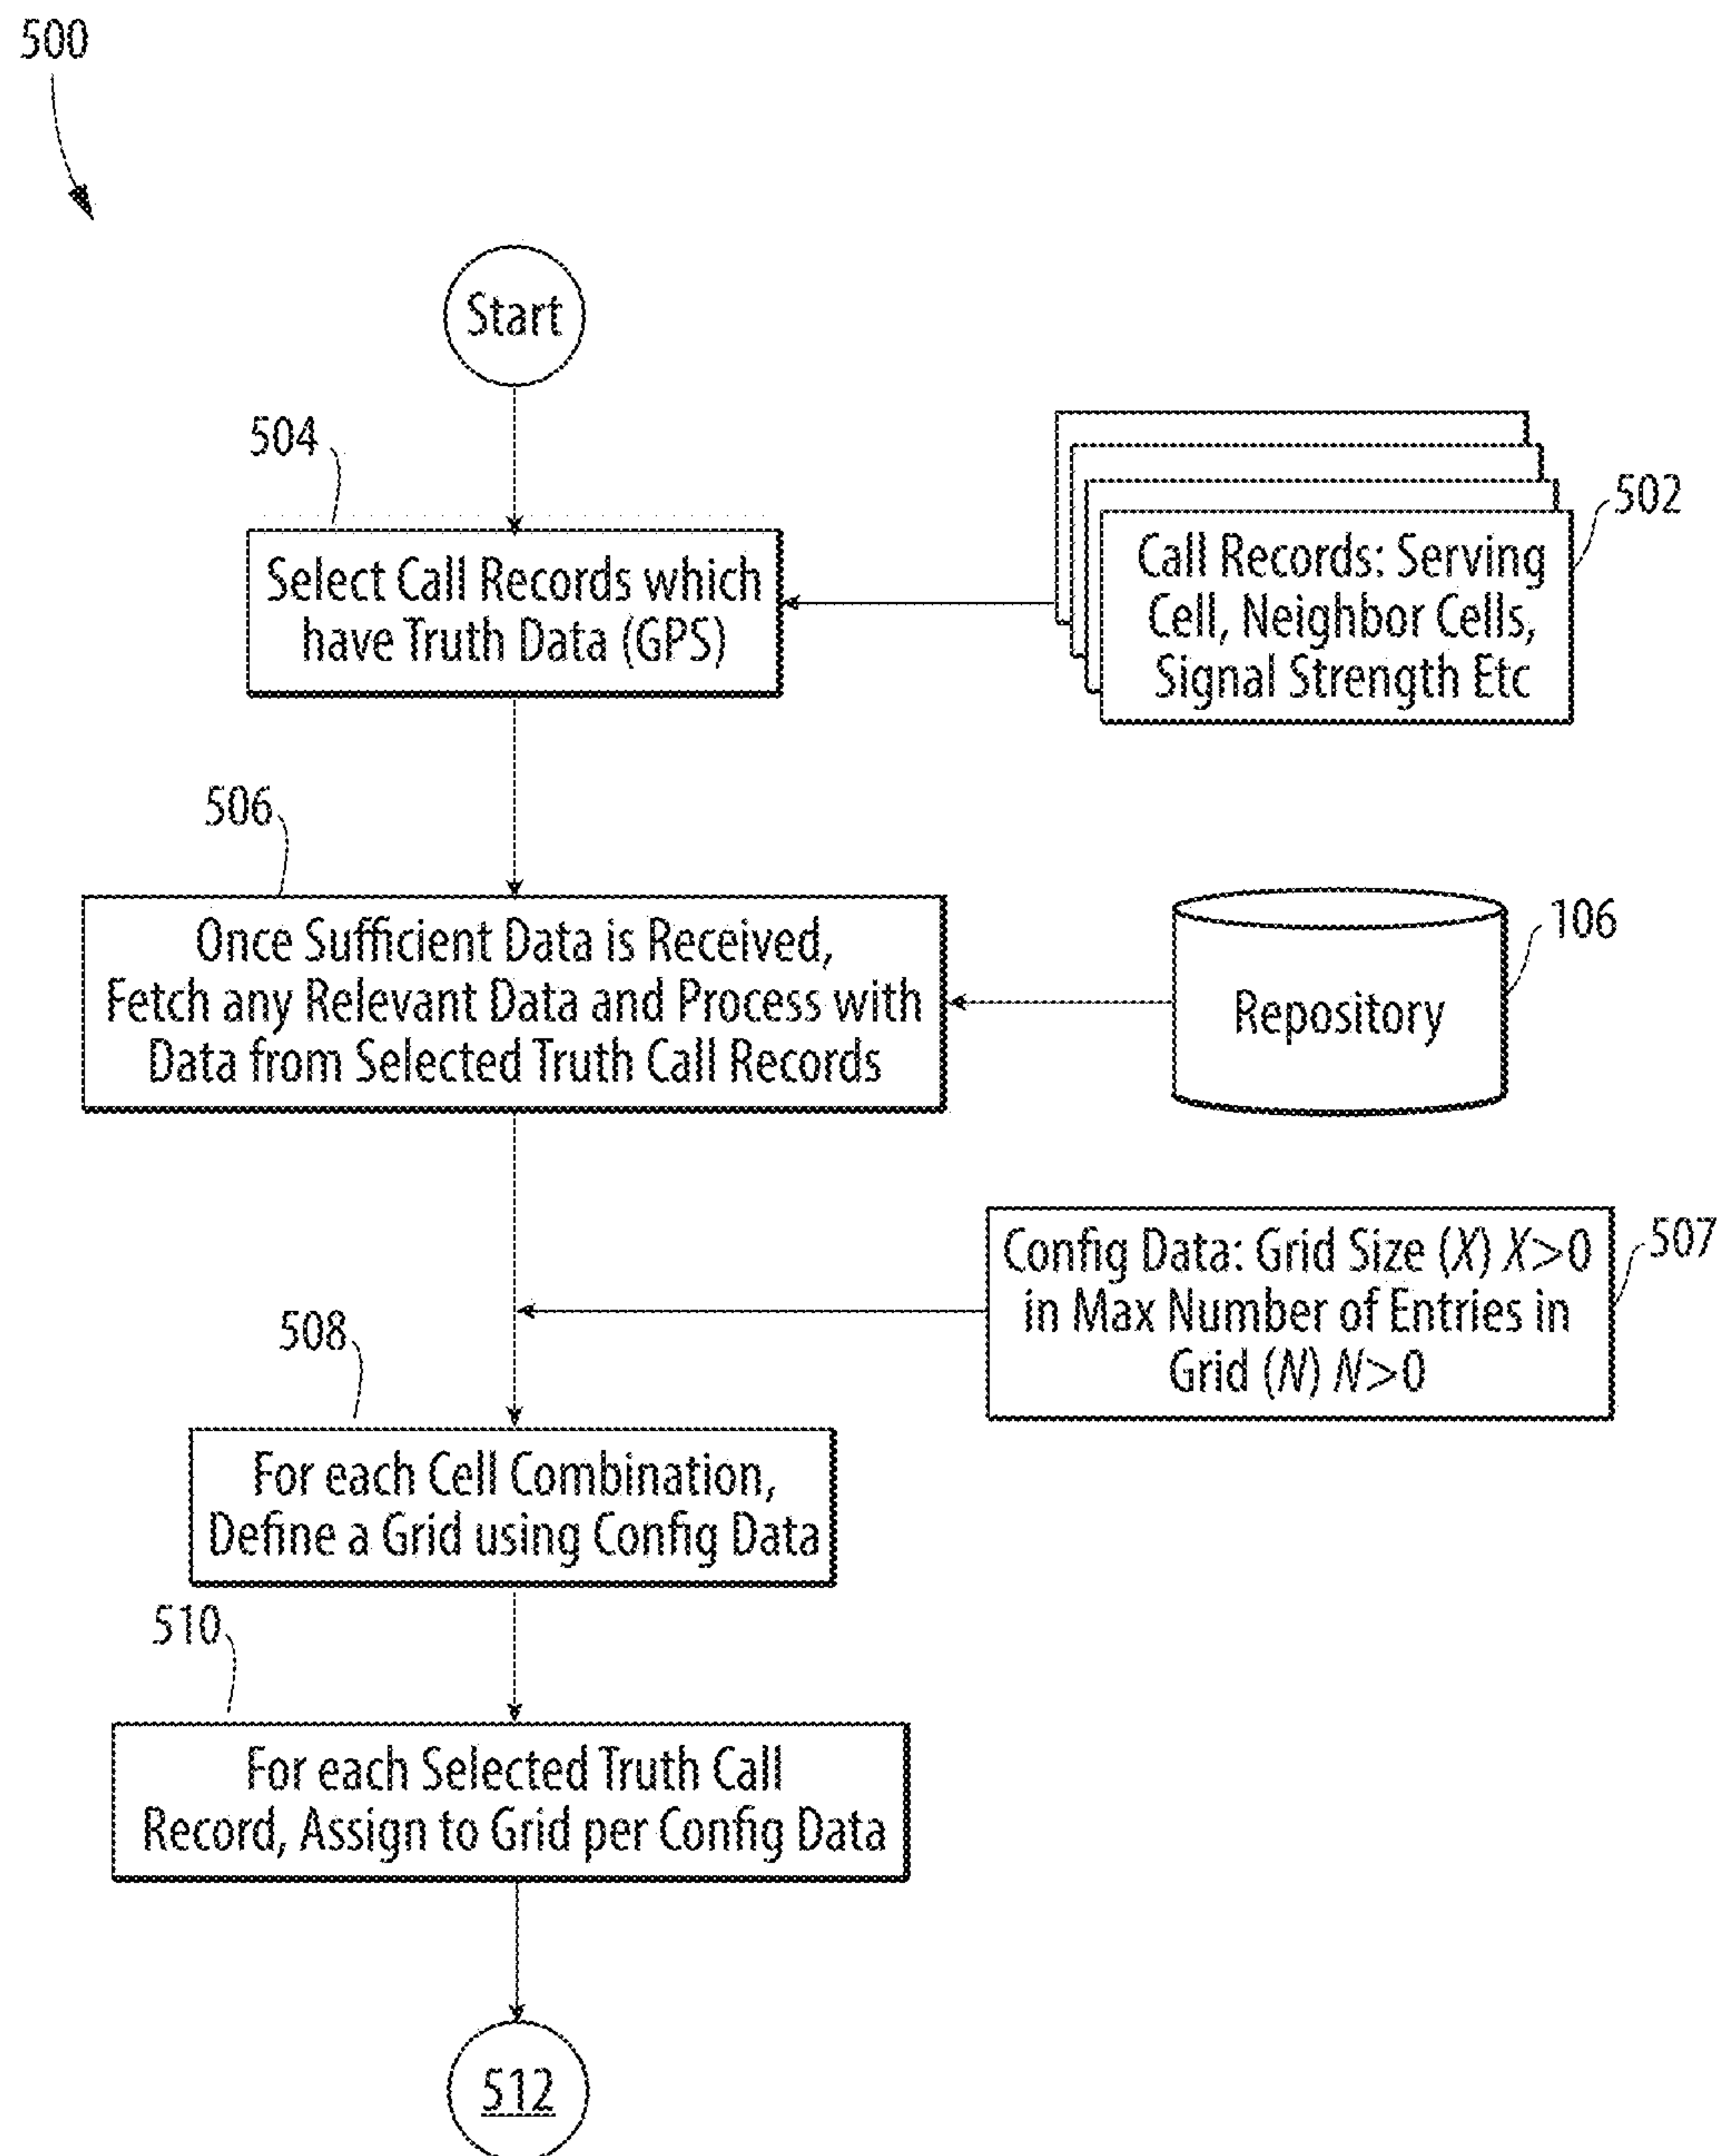 500
Start
504
Select Call Records which
have Truth Data (GPS)
Call Records: Serving
Cell, Neighbor Cells,
Signal Strength Etc
502
506
Once Sufficient Data is Received,
Fetch any Relevant Data and Process with
Data from Selected Truth Call Records
Repository
106
Config Data: Grid Size (X) X>0
in Max Number of Entries in
Grid (N) N>0
507
508
For each Cell Combination,
Define a Grid using Config Data
510
For each Selected Truth Call
Record, Assign to Grid per Config Data
512